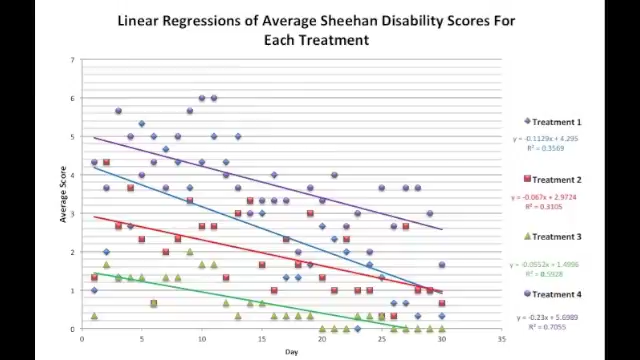 Linear Regressions of Average Sheehan Disability Scores For
Each Treatment
7
6
5
4
3
2
1
0
Average Score
0 5 10 15 20 25 30 35
Day
Treatment 1
y = -0.1129x + 4.295
R² = 0.3569
Treatment 2
y = -0.067x + 2.9724
R² = 0.3105
Treatment 3
y = -0.0552x + 1.4996
R² = 0.5928
Treatment 4
y = -0.23x + 5.6989
R² = 0.7055